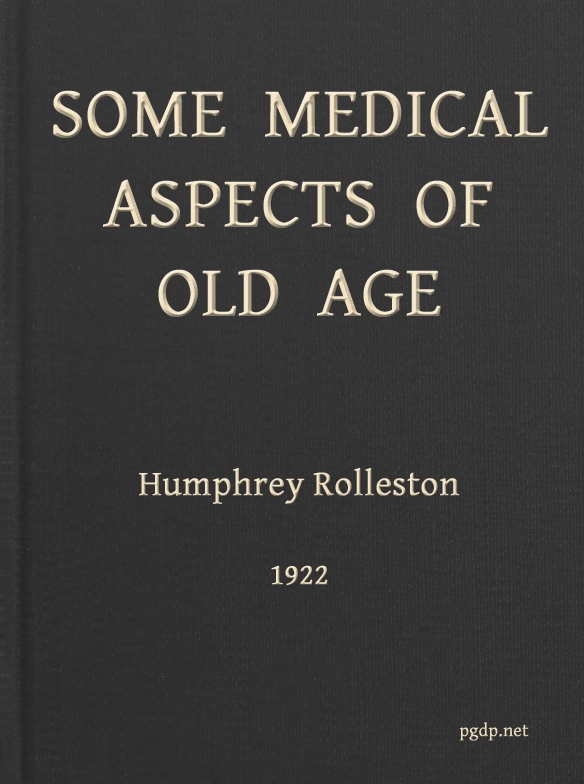 SOME MEDICAL
ASPECTS OF
OLD AGE
Humphrey Rolleston
1922
pgdp.net